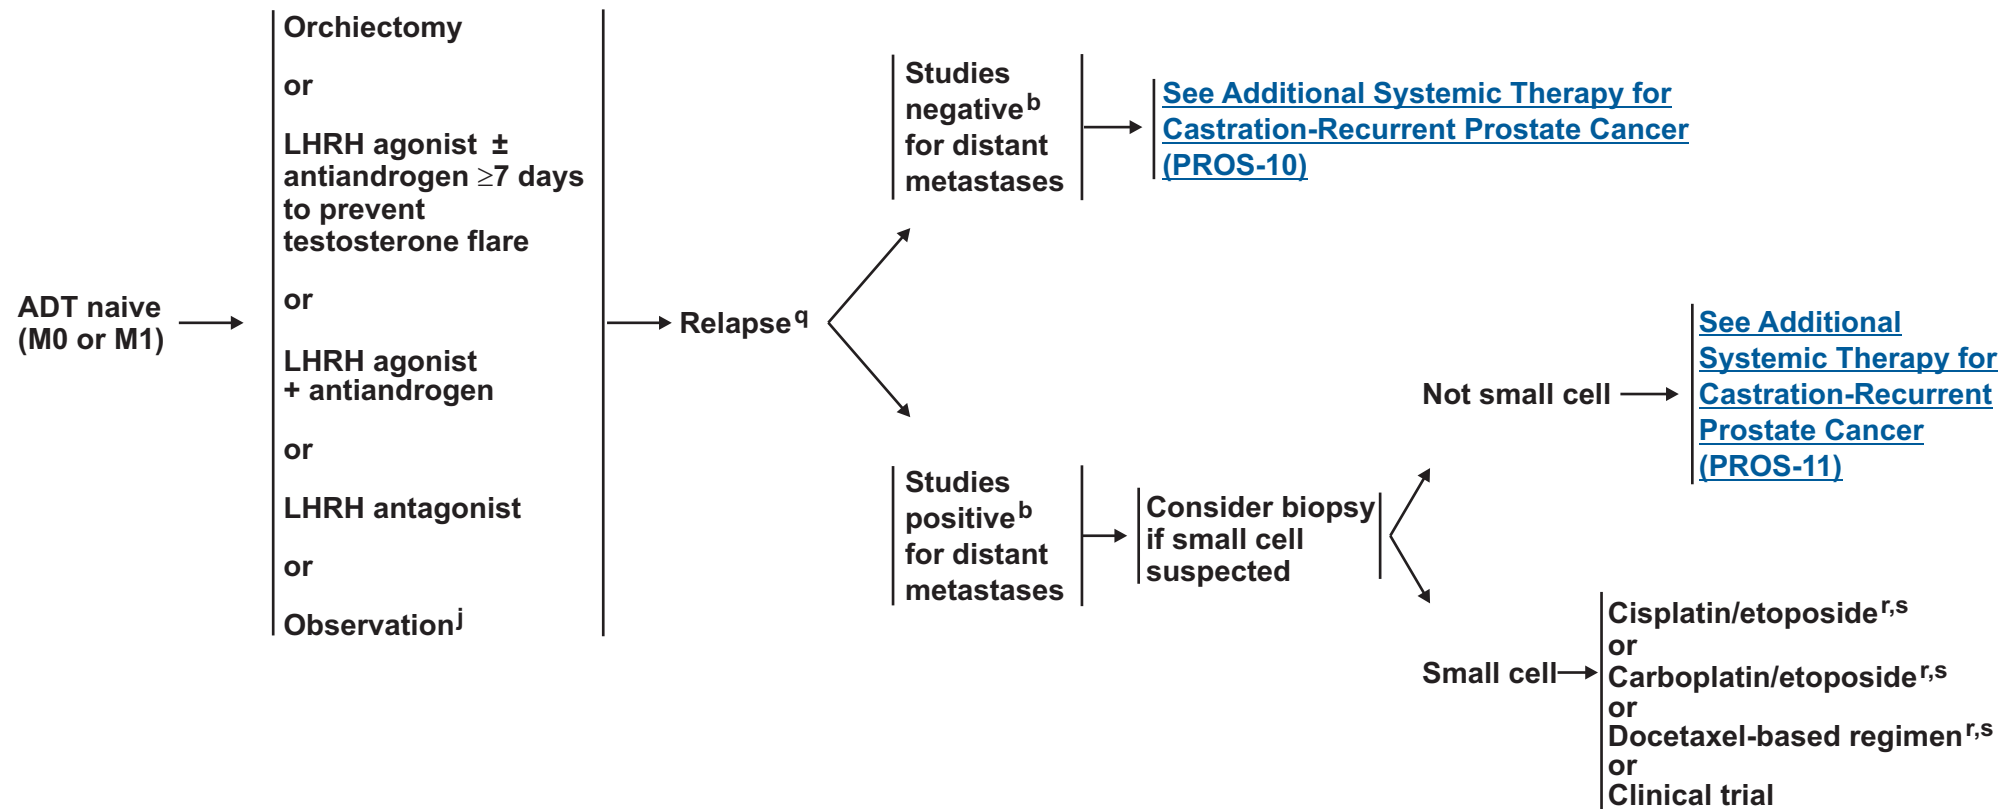 ADT naive
(M0 or M1)
Orchiectomy
or
LHRH agonist ±
antiandrogen ≥7 days
to prevent
testosterone flare
or
LHRH agonist
+ antiandrogen
or
LHRH antagonist
or
Observationj
Relapseq
Studies
negativeb
for distant
metastases
See Additional Systemic Therapy for
Castration-Recurrent Prostate Cancer
(PROS-10)
Studies
positiveb
for distant
metastases
Consider biopsy
if small cell
suspected
Not small cell
See Additional
Systemic Therapy for
Castration-Recurrent
Prostate Cancer
(PROS-11)
Small cell
Cisplatin/etoposider,s
or
Carboplatin/etoposider,s
or
Docetaxel-based regimenr,s
or
Clinical trial